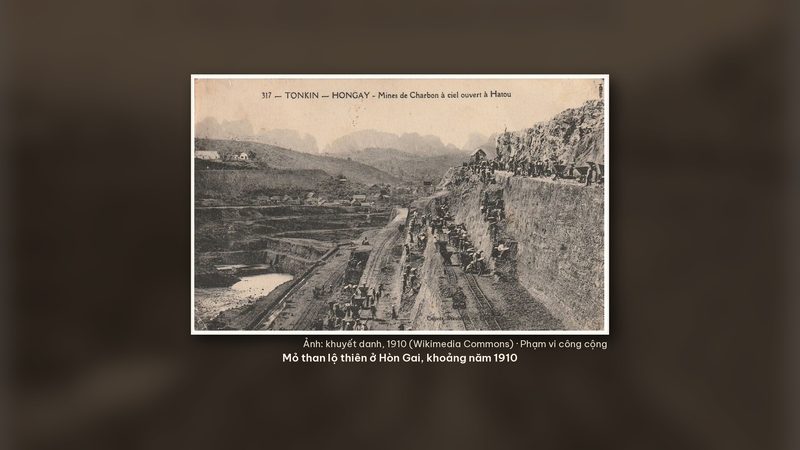 317 — TONKIN — HONGAY - Mines de Charbon à ciel ouvert à Hatou
Ảnh: khuyết danh, 1910 (Wikimedia Commons) · Phạm vi công cộng
Mỏ than lộ thiên ở Hòn Gai, khoảng năm 1910